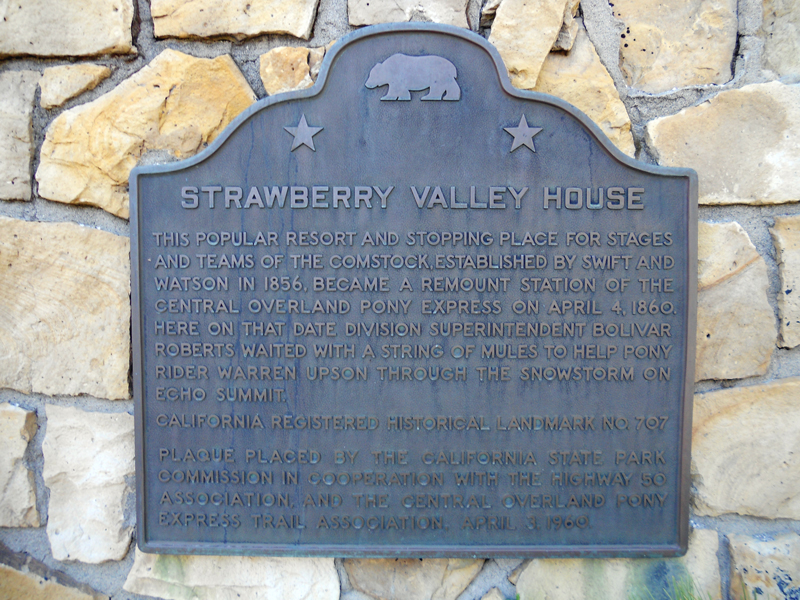 STRAWBERRY VALLEY HOUSE
THIS POPULAR RESORT AND STOPPING PLACE FOR STAGES
AND TEAMS OF THE COMSTOCK, ESTABLISHED BY SWIFT AND
WATSON IN 1856, BECAME A REMOUNT STATION OF THE
CENTRAL OVERLAND PONY EXPRESS ON APRIL 4, 1860.
HERE ON THAT DATE, DIVISION SUPERINTENDENT BOLIVAR
ROBERTS WAITED WITH A STRING OF MULES TO HELP PONY
RIDER WARREN UPSON THROUGH THE SNOWSTORM ON
ECHO SUMMIT.
CALIFORNIA REGISTERED HISTORICAL LANDMARK NO. 707
PLAQUE PLACED BY THE CALIFORNIA STATE PARK
COMMISSION IN COOPERATION WITH THE HIGHWAY 50
ASSOCIATION, AND THE CENTRAL OVERLAND PONY
EXPRESS TRAIL ASSOCIATION. APRIL 3, 1960.